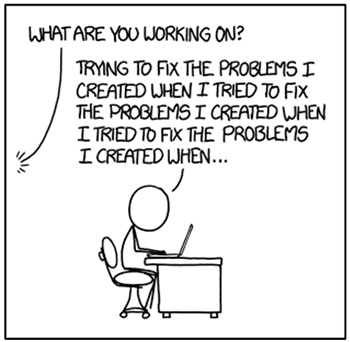 WHAT ARE YOU WORKING ON?
TRYING TO FIX THE PROBLEMS I
CREATED WHEN I TRIED TO FIX
THE PROBLEMS I CREATED WHEN
I TRIED TO FIX THE PROBLEMS
I CREATED WHEN...